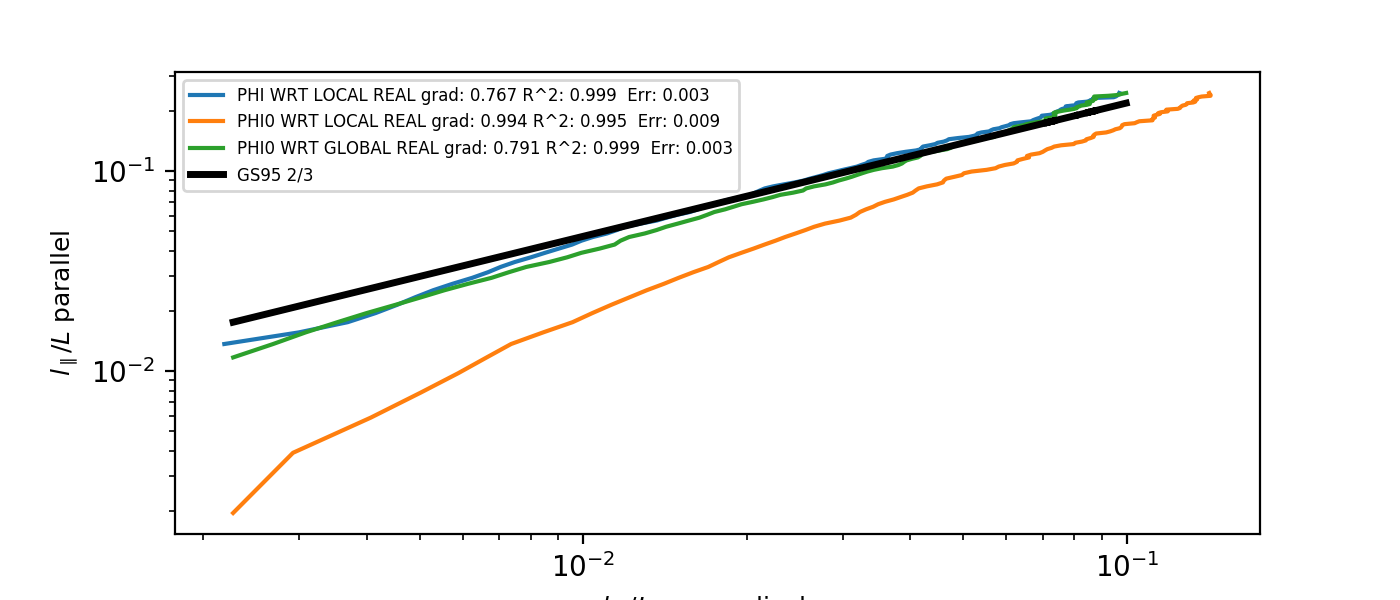 PHI WRT LOCAL REAL grad: 0.767 R^2: 0.999  Err: 0.003
PHI0 WRT LOCAL REAL grad: 0.994 R^2: 0.995  Err: 0.009
PHI0 WRT GLOBAL REAL grad: 0.791 R^2: 0.999  Err: 0.003
GS95 2/3
10⁻¹
10⁻²
l∥/L parallel
10⁻² 10⁻¹